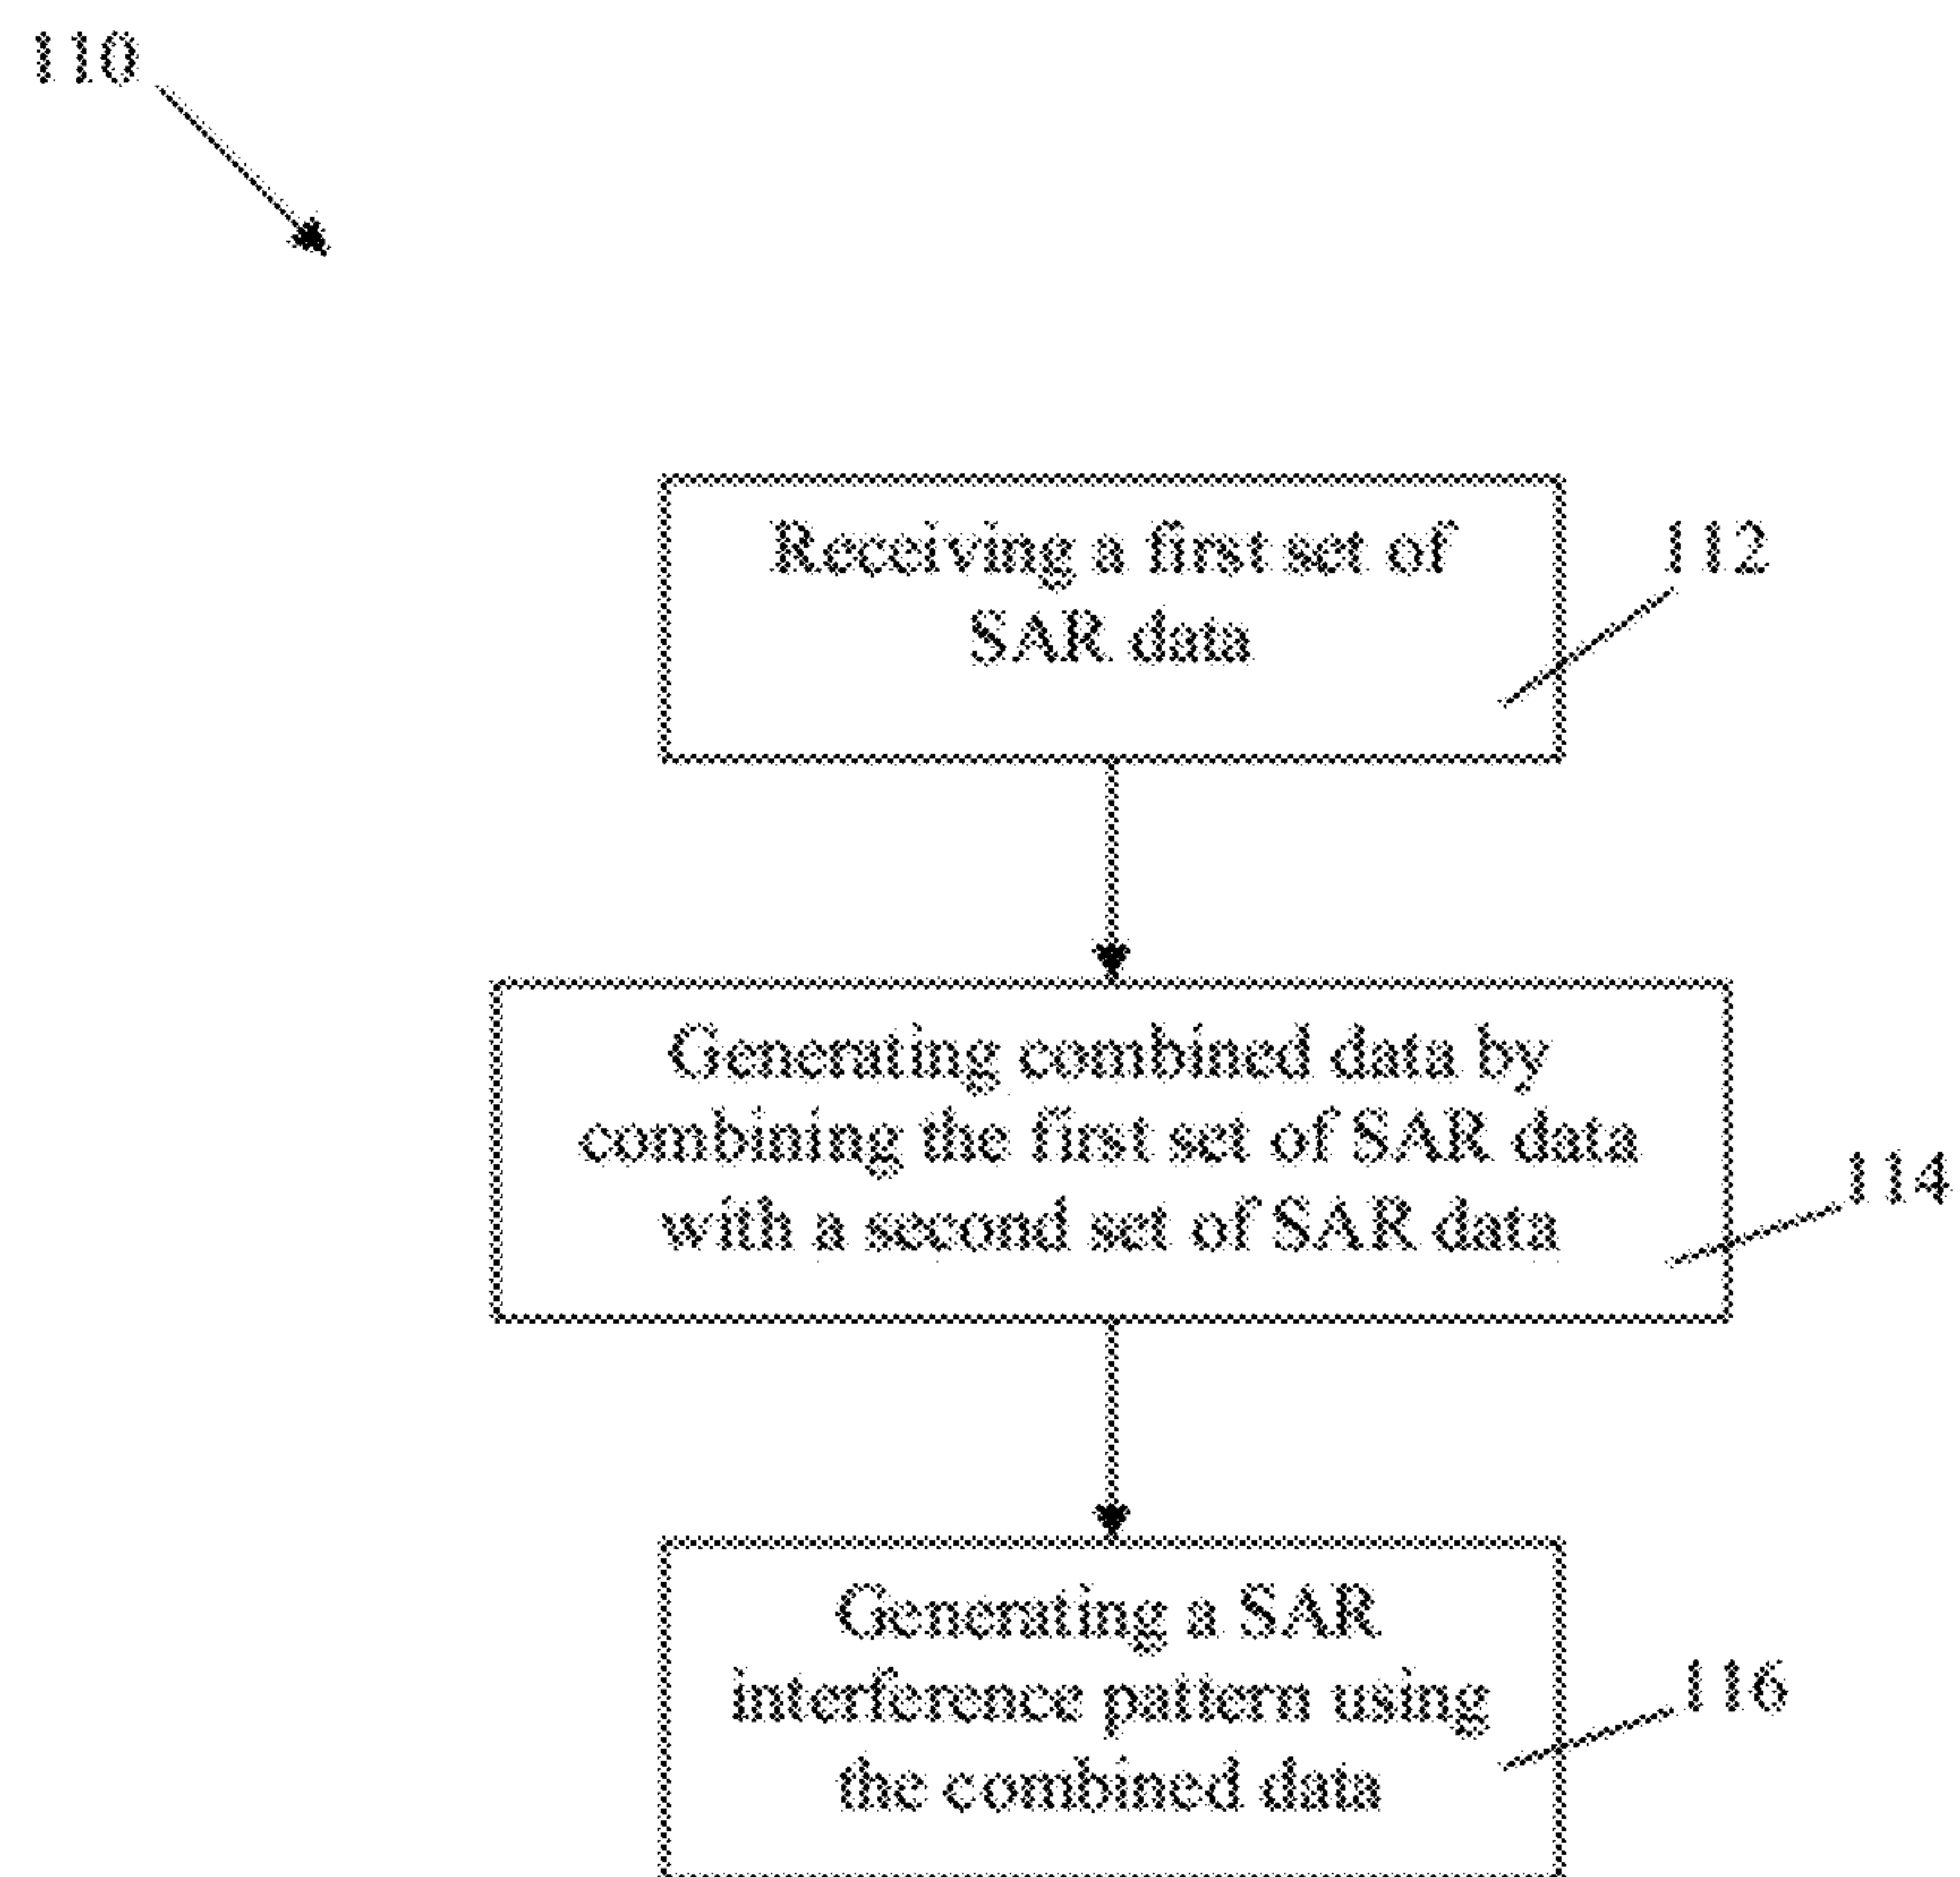 110
Receiving a first set of
SAR data
112
Generating combined data by
combining the first set of SAR data
with a second set of SAR data
114
Generating a SAR
interference pattern using
the combined data
116